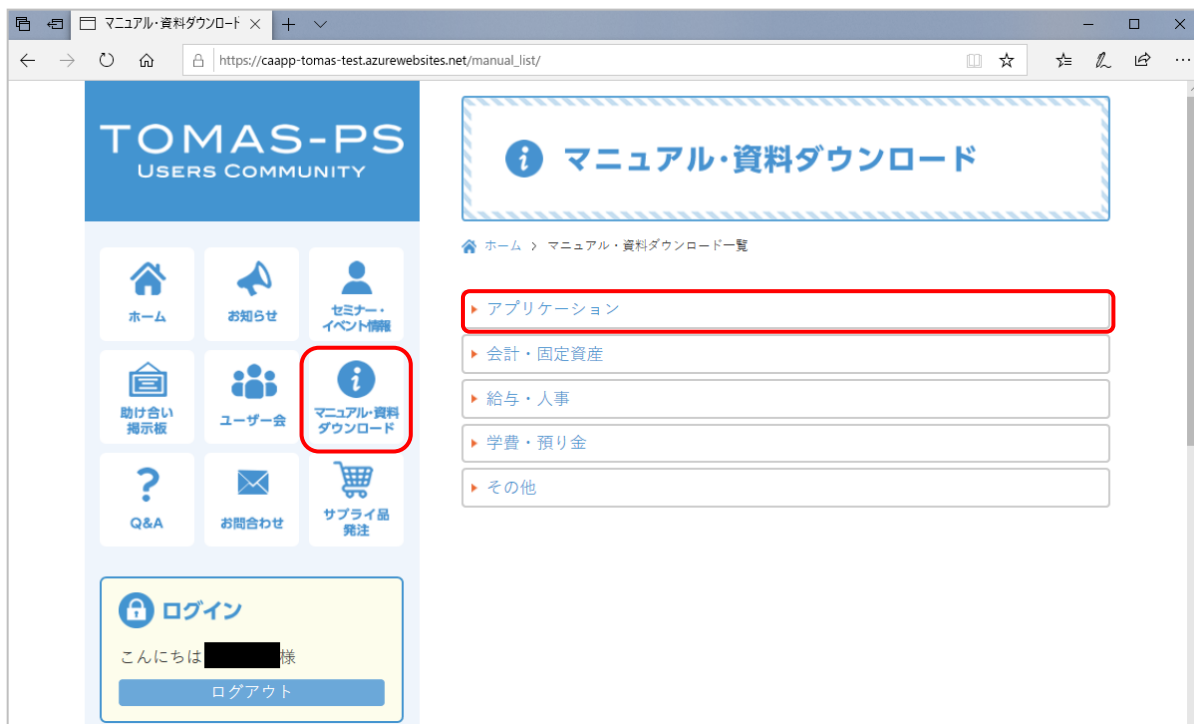 マニュアル・資料ダウンロード
https://caapp-tomas-test.azurewebsites.net/manual_list/
TOMAS-PS
USERS COMMUNITY
マニュアル・資料ダウンロード
ホーム > マニュアル・資料ダウンロード一覧
ホーム
お知らせ
セミナー・
イベント情報
助け合い
掲示板
ユーザー会
マニュアル・資料
ダウンロード
Q&A
お問合わせ
サプライ品
発注
アプリケーション
会計・固定資産
給与・人事
学費・預り金
その他
ログイン
こんにちは 様
ログアウト